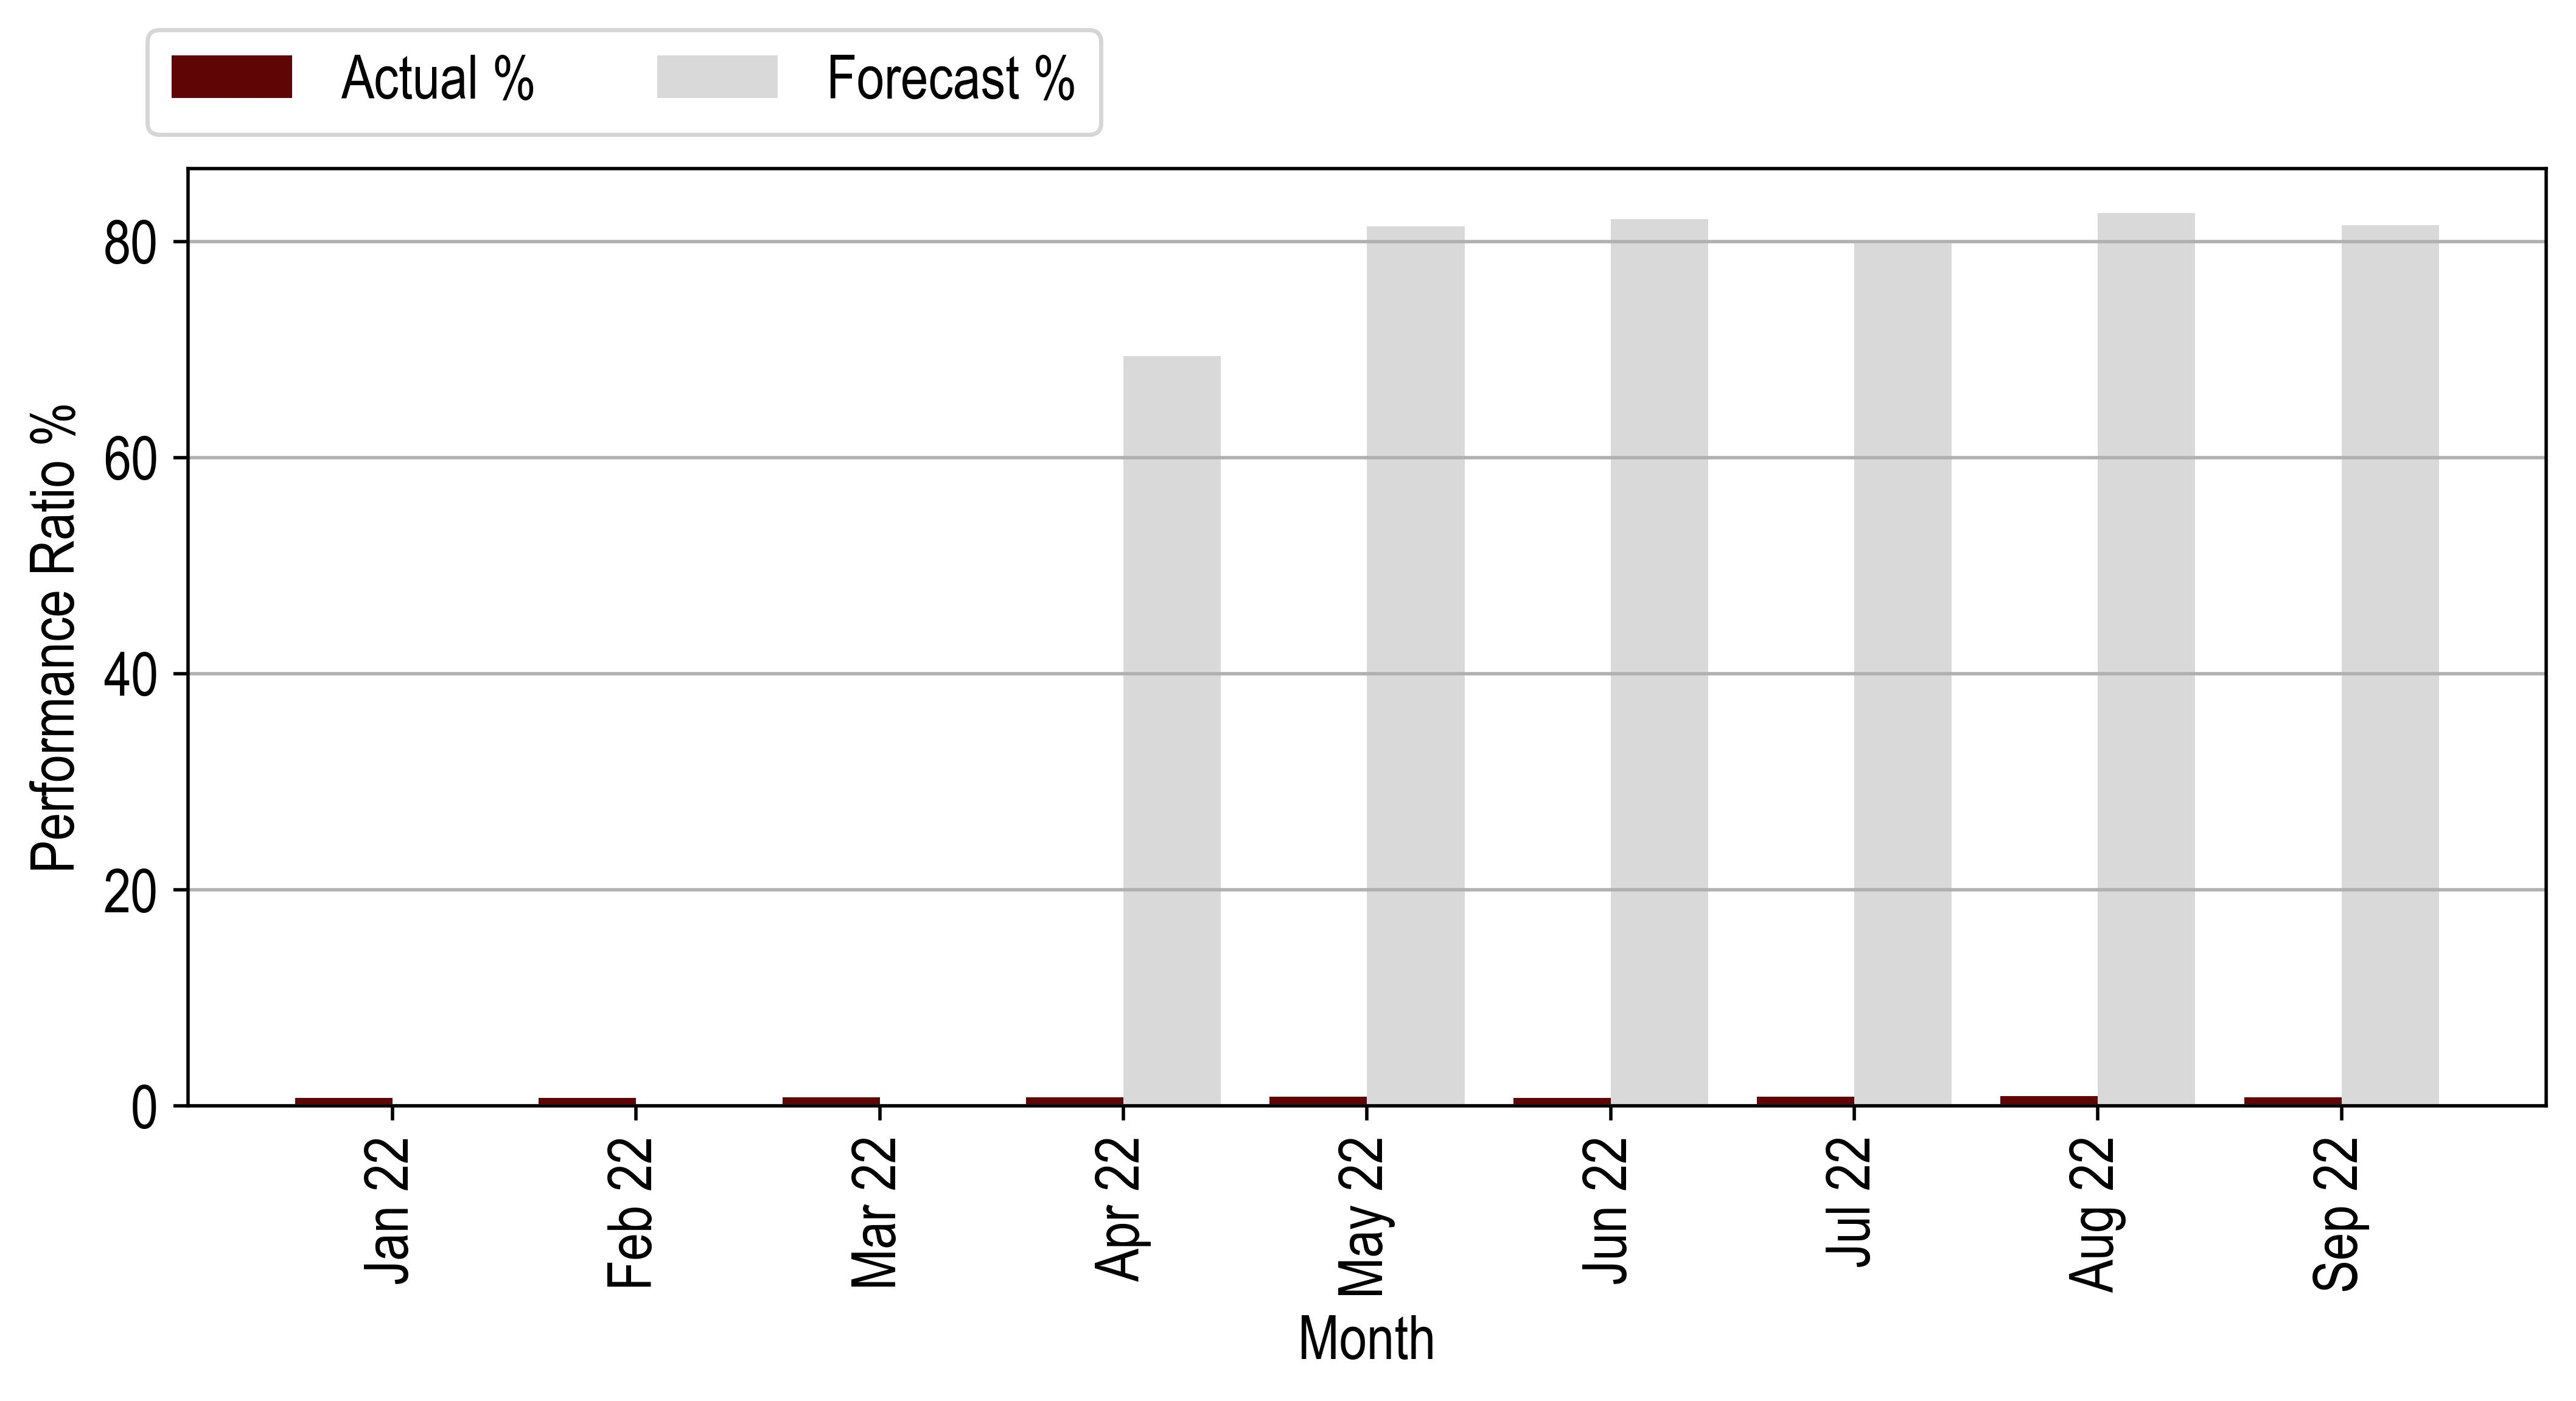 Actual %
Forecast %
Performance Ratio %
80
60
40
20
0
Jan 22
Feb 22
Mar 22
Apr 22
May 22
Jun 22
Jul 22
Aug 22
Sep 22
Month